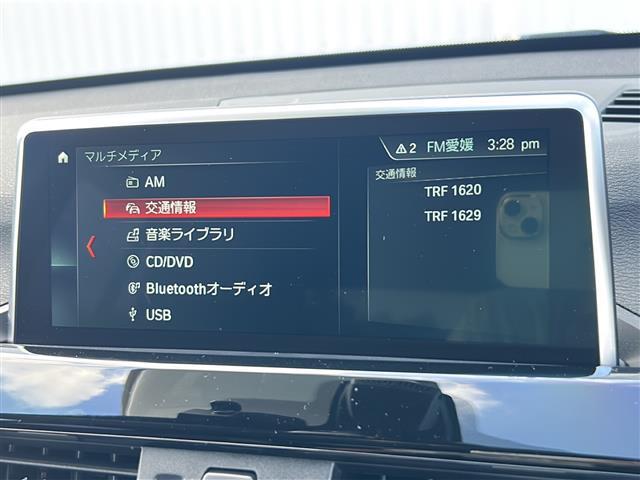 マルチメディア
2 FM愛媛 3:28 pm
AM
交通情報
音楽ライブラリ
CD/DVD
Bluetoothオーディオ
USB
交通情報
TRF 1620
TRF 1629